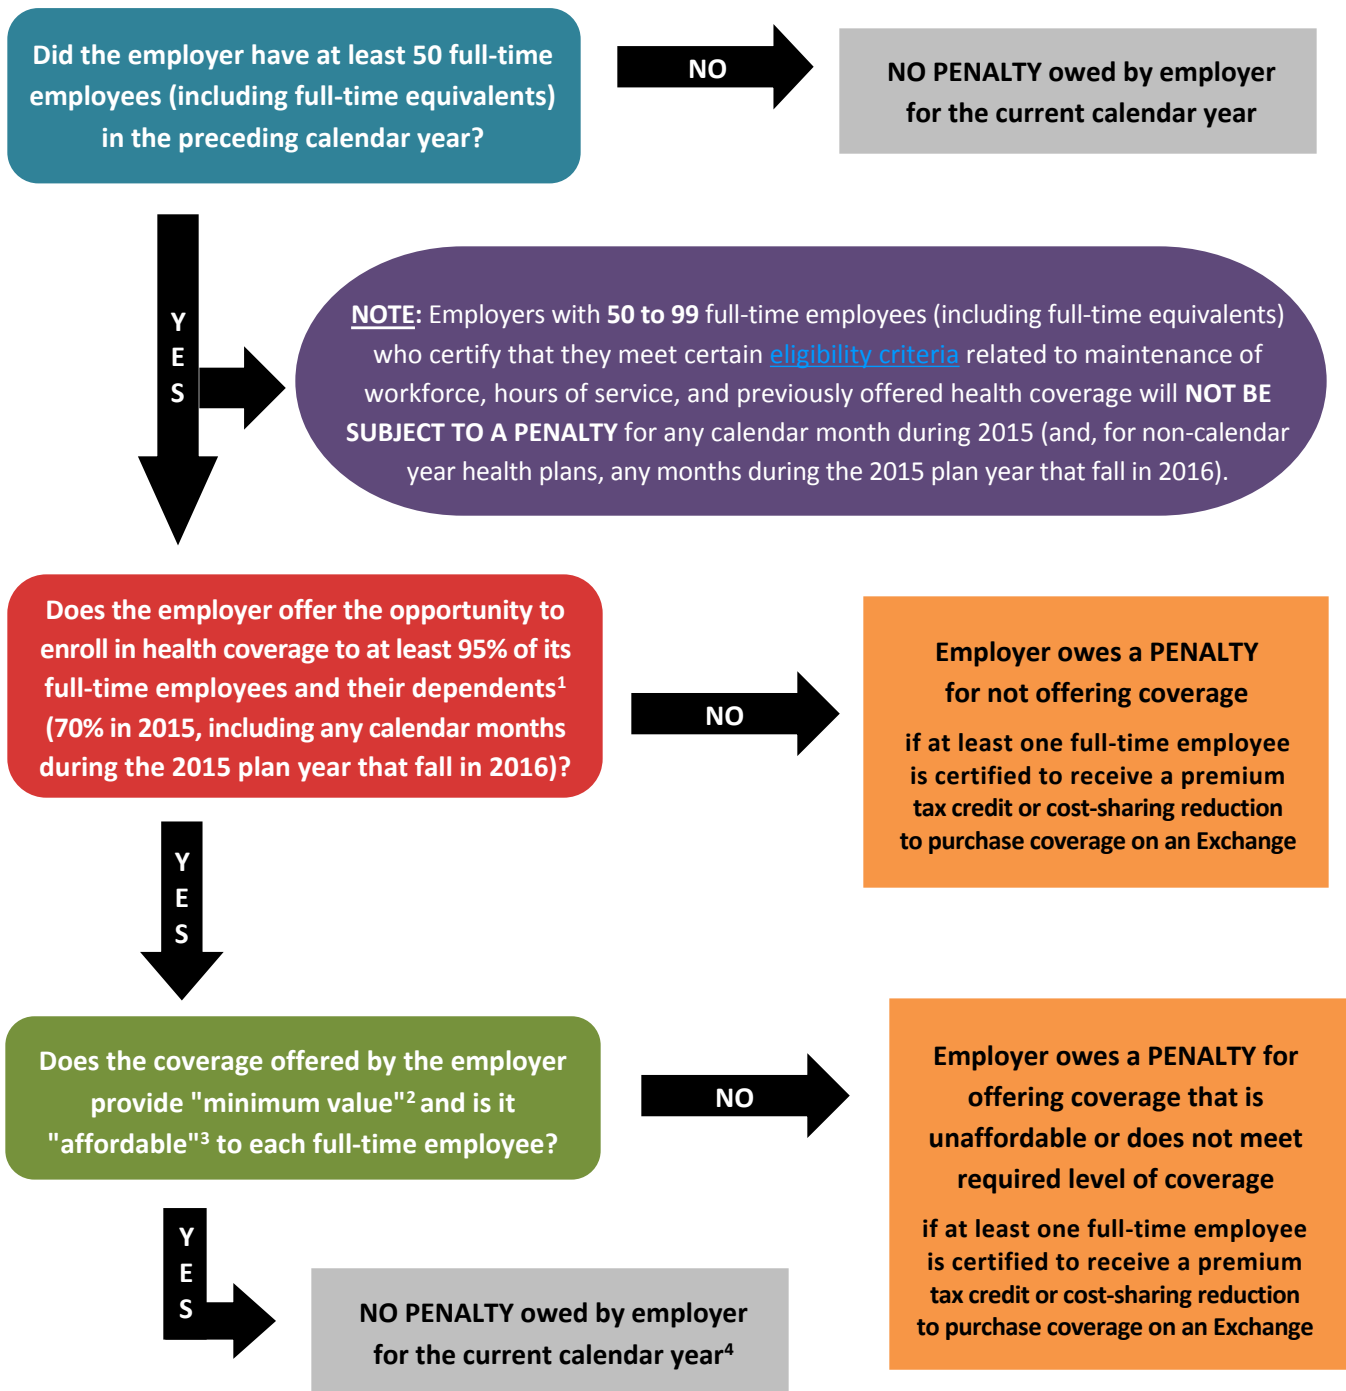 Did the employer have at least 50 full-time
employees (including full-time equivalents)
in the preceding calendar year?
NO
NO PENALTY owed by employer
for the current calendar year
Y
E
S
NOTE: Employers with 50 to 99 full-time employees (including full-time equivalents)
who certify that they meet certain eligibility criteria related to maintenance of
workforce, hours of service, and previously offered health coverage will NOT BE
SUBJECT TO A PENALTY for any calendar month during 2015 (and, for non-calendar
year health plans, any months during the 2015 plan year that fall in 2016).
Does the employer offer the opportunity to
enroll in health coverage to at least 95% of its
full-time employees and their dependents¹
(70% in 2015, including any calendar months
during the 2015 plan year that fall in 2016)?
NO
Employer owes a PENALTY
for not offering coverage
if at least one full-time employee
is certified to receive a premium
tax credit or cost-sharing reduction
to purchase coverage on an Exchange
Y
E
S
Does the coverage offered by the employer
provide "minimum value"² and is it
"affordable"³ to each full-time employee?
NO
Employer owes a PENALTY for
offering coverage that is
unaffordable or does not meet
required level of coverage
if at least one full-time employee
is certified to receive a premium
tax credit or cost-sharing reduction
to purchase coverage on an Exchange
Y
E
S
NO PENALTY owed by employer
for the current calendar year⁴